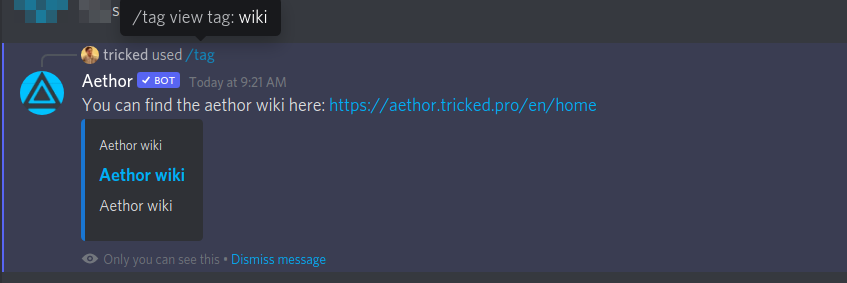 s
/tag view tag: wiki
tricked used /tag
Aethor ✓ BOT Today at 9:21 AM
You can find the aethor wiki here: https://aethor.tricked.pro/en/home
Aethor wiki
Aethor wiki
Aethor wiki
Only you can see this • Dismiss message